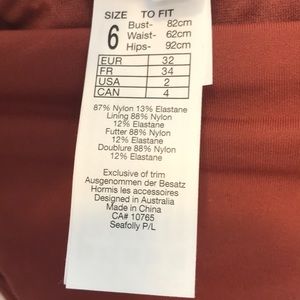 SIZE TO FIT
6 Bust- 82cm
Waist- 62cm
Hips- 92cm
EUR 32
FR 34
USA 2
CAN 4
87% Nylon 13% Elastane
Lining 88% Nylon
12% Elastane
Futter 88% Nylon
12% Elastane
Doublure 88% Nylon
12% Elastane
Exclusive of trim
Ausgenommen der Besatz
Hormis les accessoires
Designed in Australia
Made in China
CA# 10765
Seafolly P/L